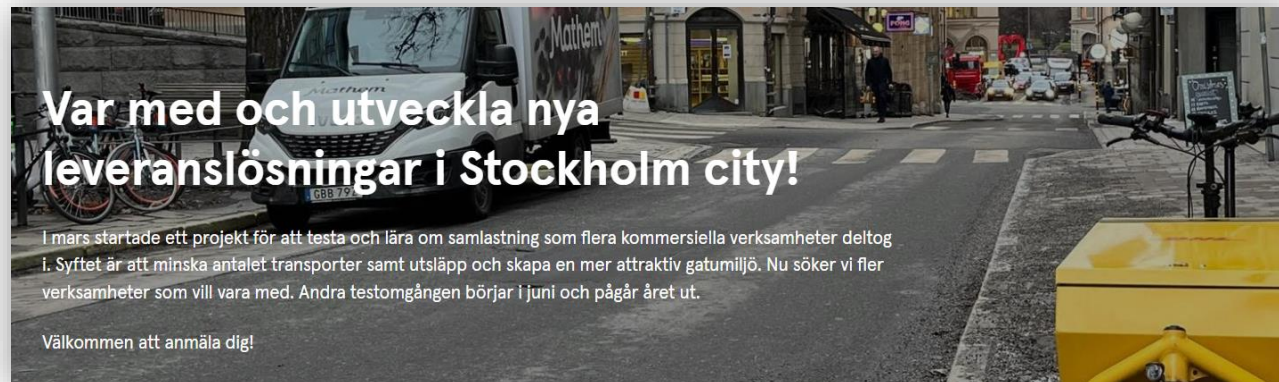 Mathem
Mathem
Var med och utveckla nya
leveranslösningar i Stockholm city!
I mars startade ett projekt för att testa och lära om samlastning som flera kommersiella verksamheter deltog
i. Syftet är att minska antalet transporter samt utsläpp och skapa en mer attraktiv gatumiljö. Nu söker vi fler
verksamheter som vill vara med. Andra testomgången börjar i juni och pågår året ut.
Välkommen att anmäla dig!